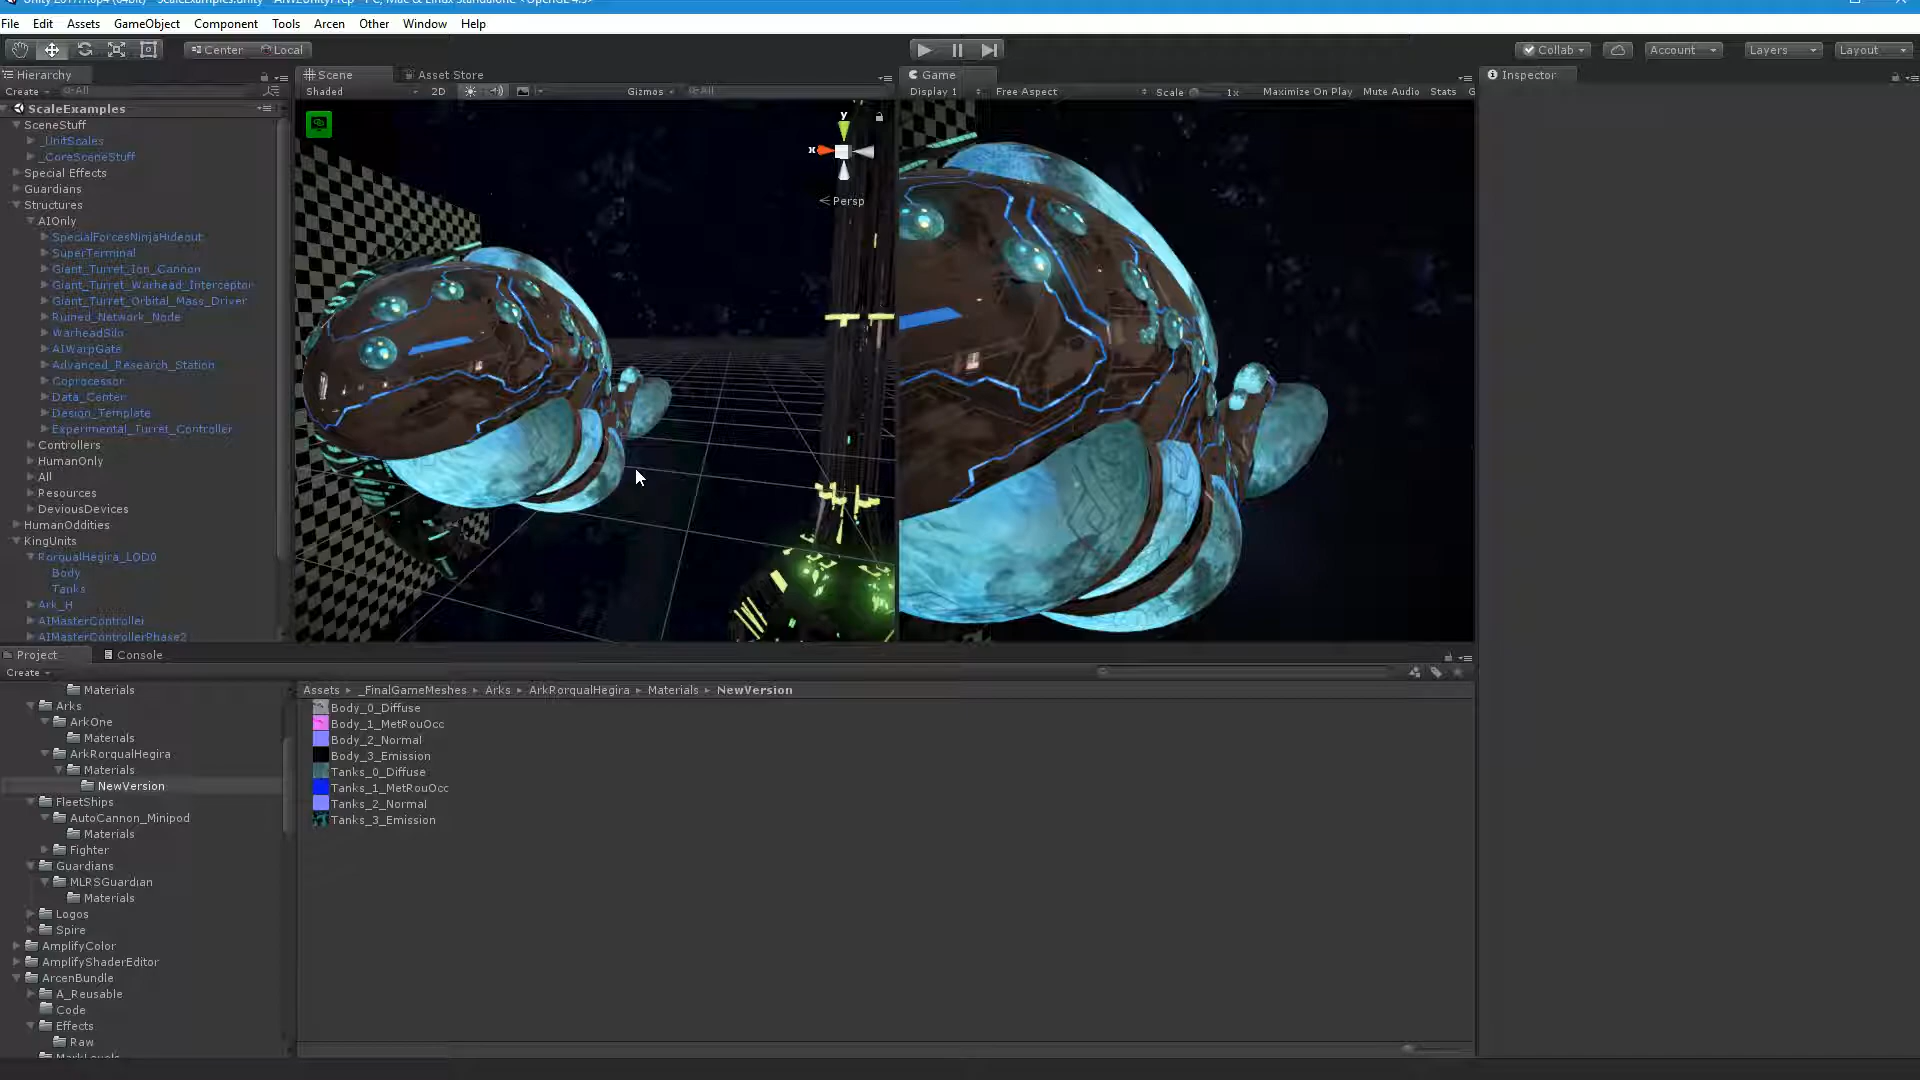 File Edit Assets GameObject Component Tools Arcen Other Window Help
Center Local
Collab Account Layers Layout
Hierarchy
Create All
ScaleExamples
SceneStuff
_UnitScales
_CoreSceneStuff
Special Effects
Guardians
Structures
AIOnly
SpecialForcesNinjaHideout
SuperTerminal
Giant_Turret_Ion_Cannon
Giant_Turret_Warhead_Interceptor
Giant_Turret_Orbital_Mass_Driver
Ruined_Network_Node
WarheadSilo
AIWarpGate
Advanced_Research_Station
Coprocessor
Data_Center
Design_Template
Experimental_Turret_Controller
Controllers
HumanOnly
All
Resources
DeviousDevices
HumanOddities
KingUnits
RorqualHegira_LOD0
Body
Tanks
Ark_H
AIMasterController
AIMasterControllerPhase2
Scene Asset Store
Shaded 2D Gizmos All
y
x
Persp
Game
Display 1 Free Aspect Scale 1x Maximize On Play Mute Audio Stats G
Inspector
Project Console
Create
Materials
Arks
ArkOne
Materials
ArkRorqualHegira
Materials
NewVersion
FleetShips
AutoCannon_Minipod
Materials
Fighter
Guardians
MLRSGuardian
Materials
Logos
Spire
AmplifyColor
AmplifyShaderEditor
ArcenBundle
A_Reusable
Code
Effects
Raw
Assets _FinalGameMeshes Arks ArkRorqualHegira Materials NewVersion
Body_0_Diffuse
Body_1_MetRouOcc
Body_2_Normal
Body_3_Emission
Tanks_0_Diffuse
Tanks_1_MetRouOcc
Tanks_2_Normal
Tanks_3_Emission